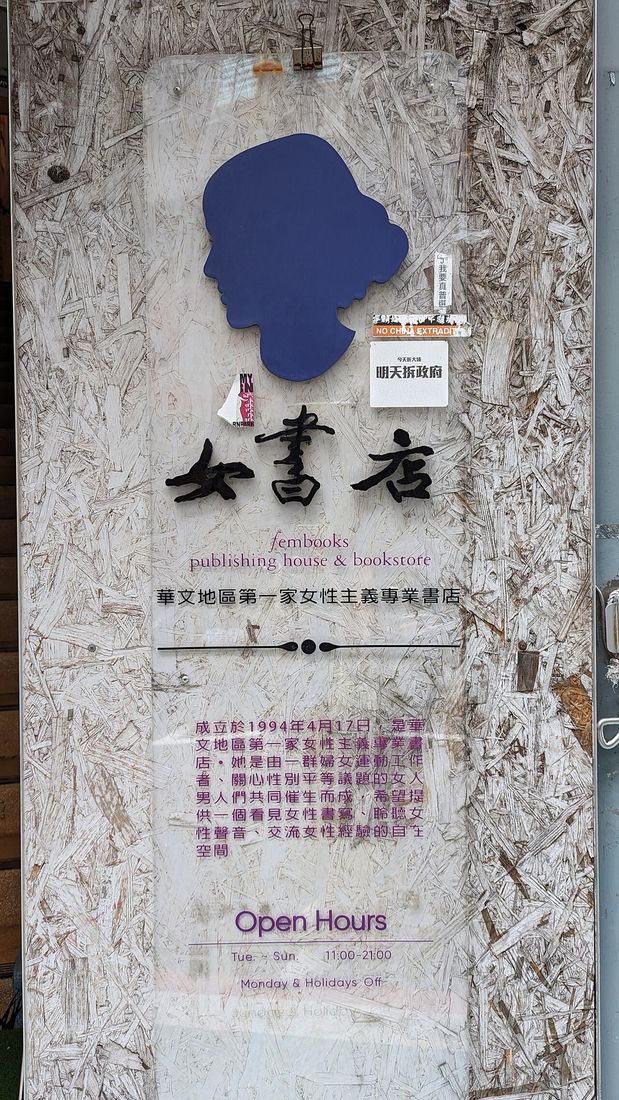 我要真普選
NO CHINA EXTRADITI
今天拆大埔
明天拆政府
女書店
fembooks
publishing house & bookstore
華文地區第一家女性主義專業書店
成立於1994年4月17日，是華
文地區第一家女性主義專業書
店。她是由一群婦女運動工作
者、關心性別平等議題的女人
男人們共同催生而成，希望提
供一個看見女性書寫、聆聽女
性聲音、交流女性經驗的自在
空間
Open Hours
Tue. ~ Sun. 11:00-21:00
Monday & Holidays Off